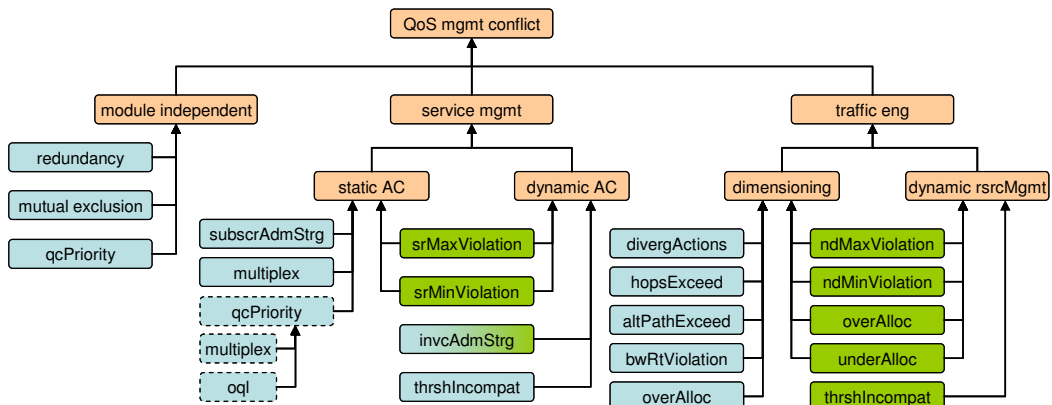 QoS mgmt conflict
module independent
service mgmt
traffic eng
redundancy
mutual exclusion
qcPriority
static AC
dynamic AC
dimensioning
dynamic rsrcMgmt
subscrAdmStrg
multiplex
qcPriority
multiplex
oql
srMaxViolation
srMinViolation
invcAdmStrg
thrshIncompat
divergActions
hopsExceed
altPathExceed
bwRtViolation
overAlloc
ndMaxViolation
ndMinViolation
overAlloc
underAlloc
thrshIncompat